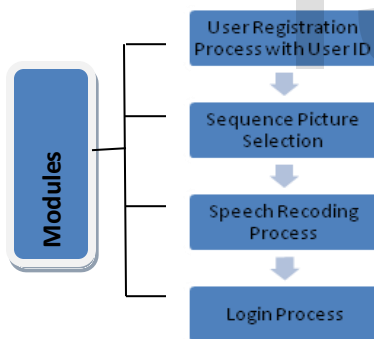 Modules
User Registration
Process with User ID
Sequence Picture
Selection
Speech Recoding
Process
Login Process